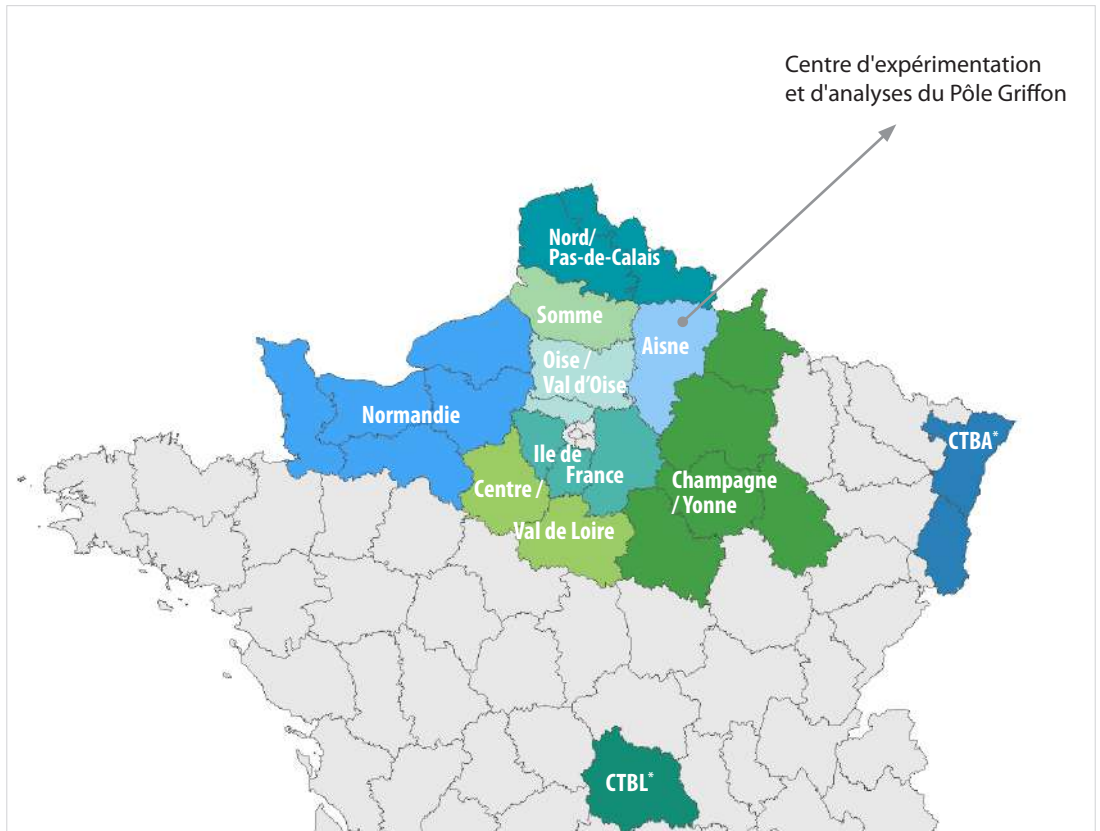 Centre d'expérimentation
et d'analyses du Pôle Griffon
Nord/
Pas-de-Calais
Somme
Aisne
Oise /
Val d'Oise
Normandie
CTBA*
Ile de
France
Centre /
Val de Loire
Champagne
/ Yonne
CTBL*